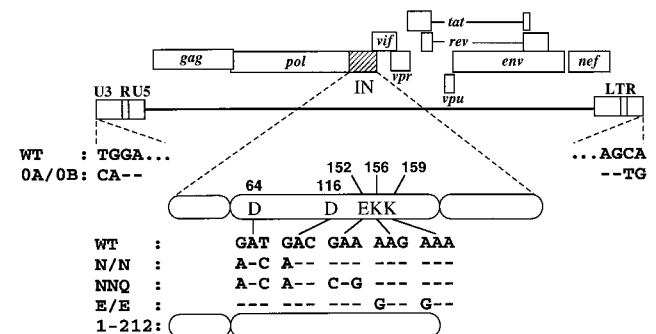 tat
rev
vif
gag pol env nef
vpr
IN
vpu
U3 RU5 LTR
WT : TGGA... ...AGCA
0A/0B: CA-- --TG
152 156 159
64 116
D D EKK
WT : GAT GAC GAA AAG AAA
N/N : A-C A-- --- --- ---
NNQ : A-C A-- C-G --- ---
E/E : --- --- --- G-- G--
1-212: